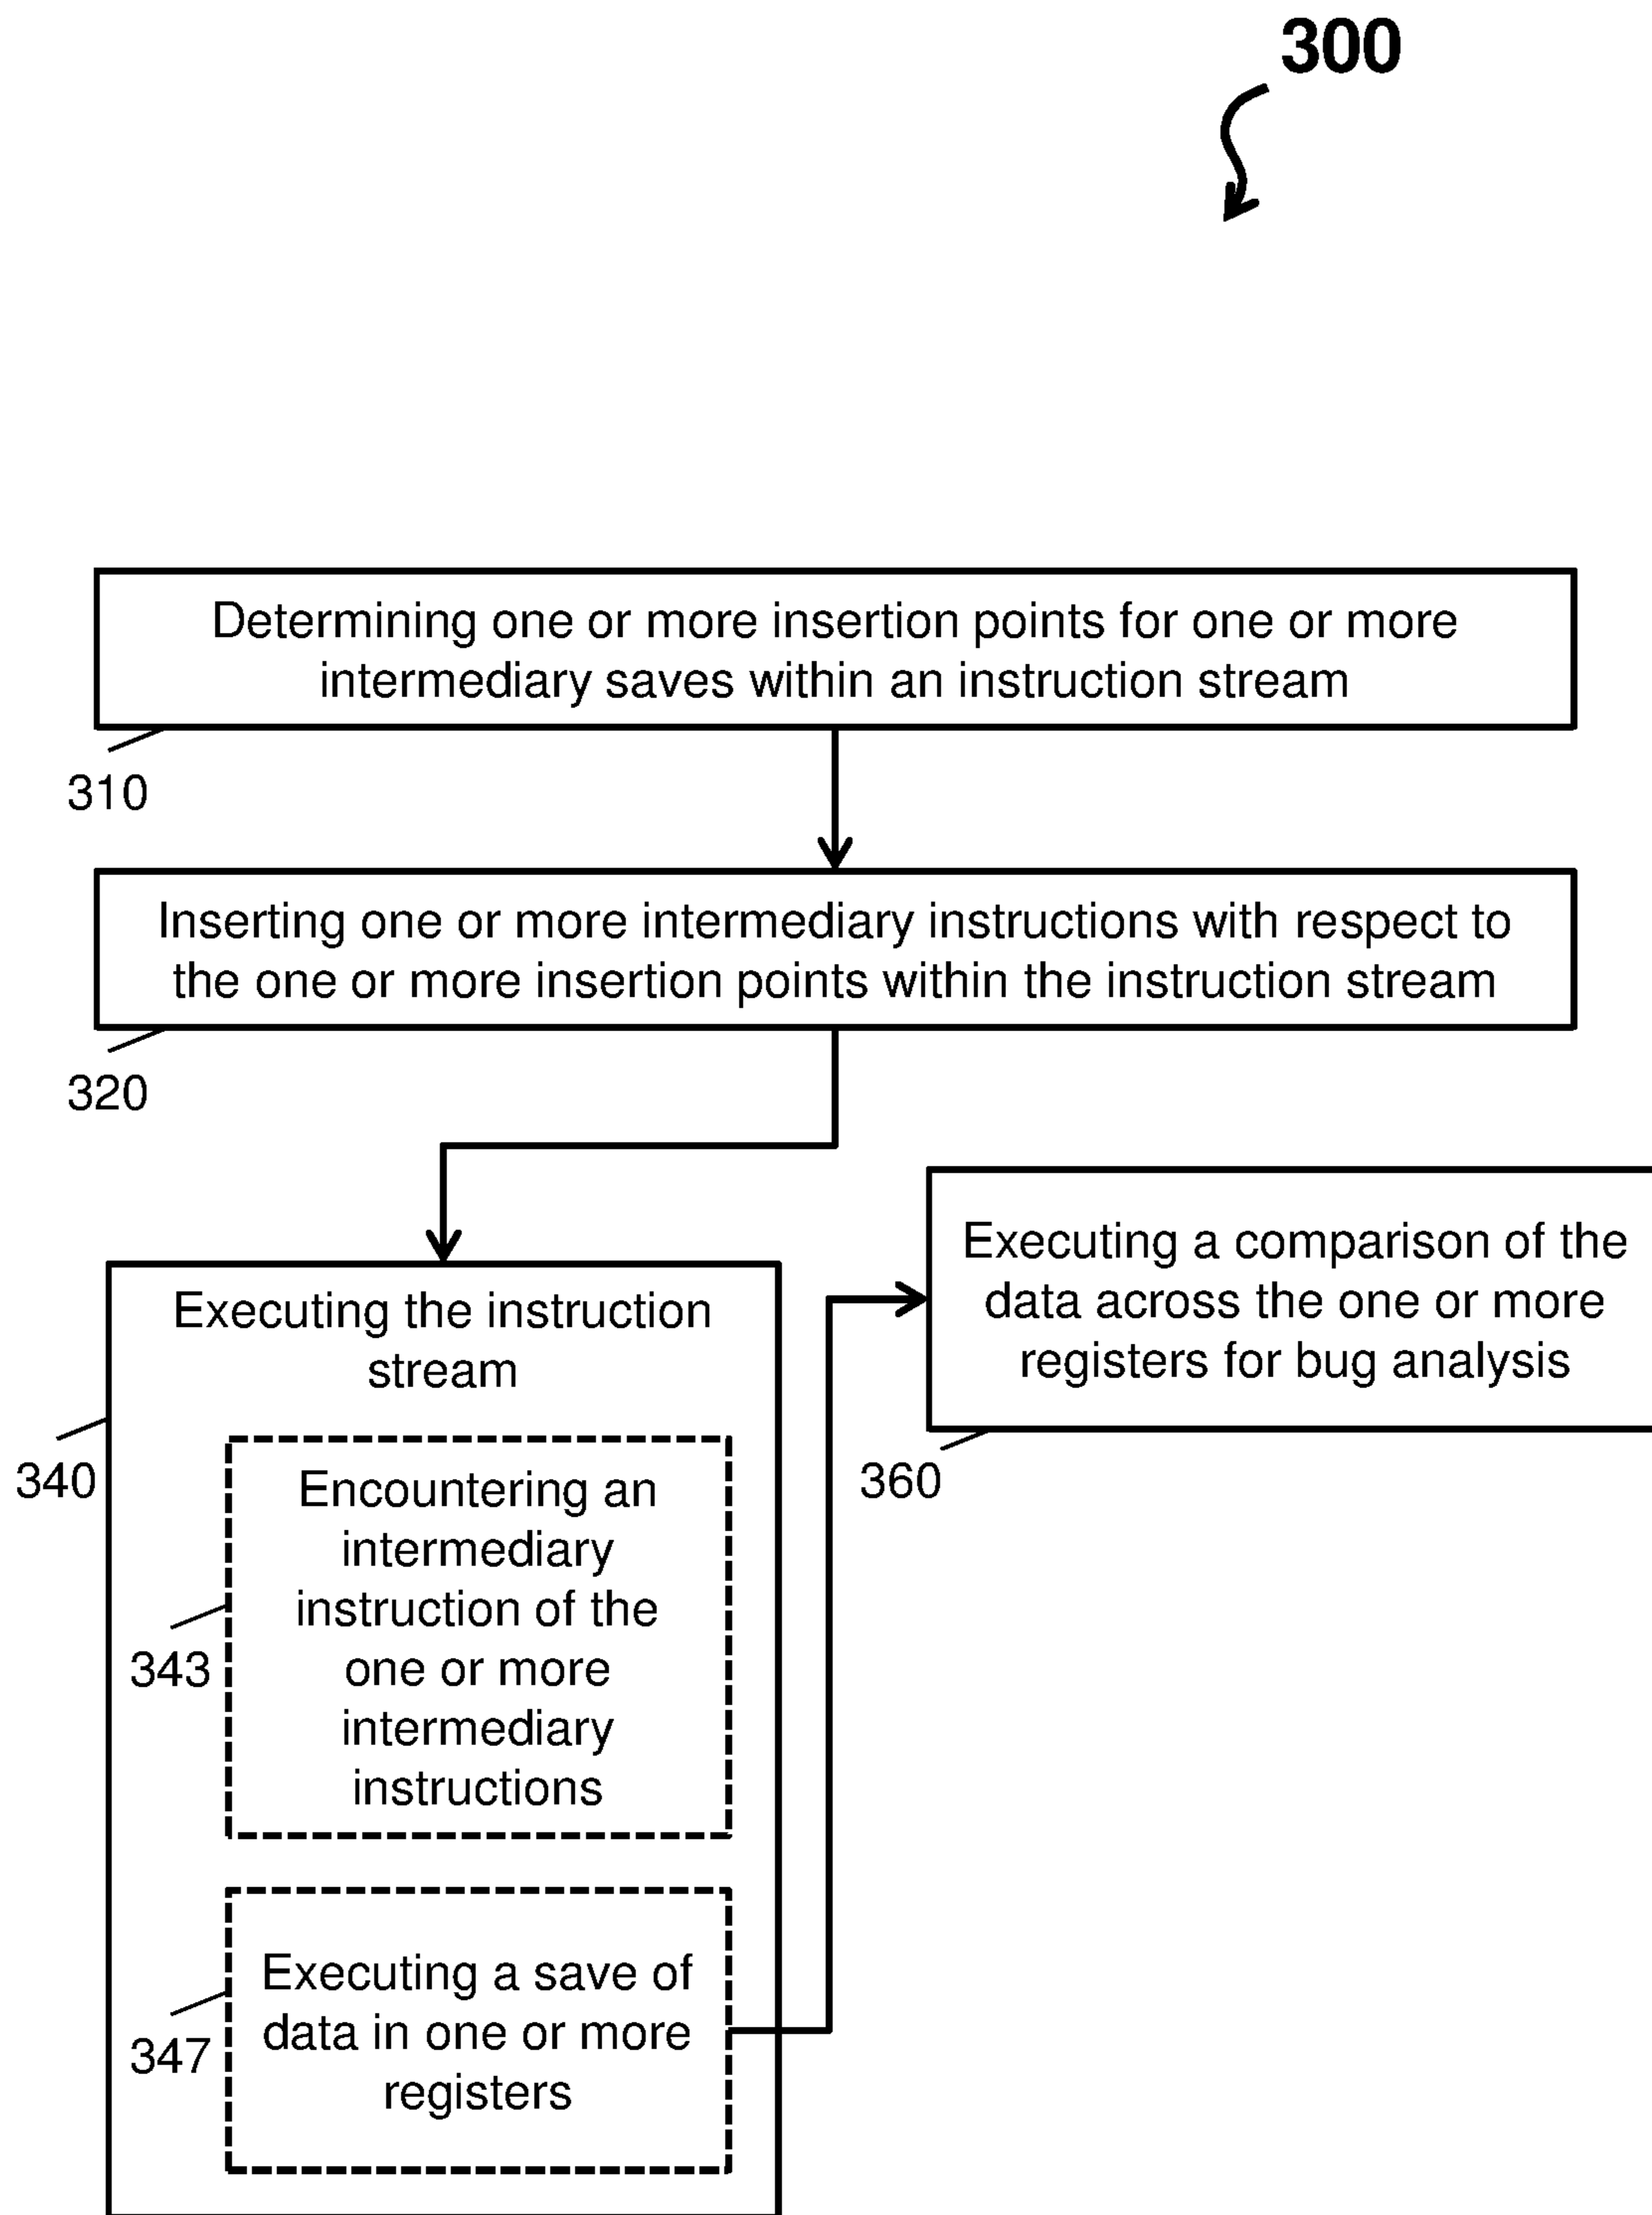 300
Determining one or more insertion points for one or more
intermediary saves within an instruction stream
310
Inserting one or more intermediary instructions with respect to
the one or more insertion points within the instruction stream
320
Executing the instruction
stream
340
Encountering an
intermediary
instruction of the
one or more
intermediary
instructions
343
Executing a save of
data in one or more
registers
347
Executing a comparison of the
data across the one or more
registers for bug analysis
360